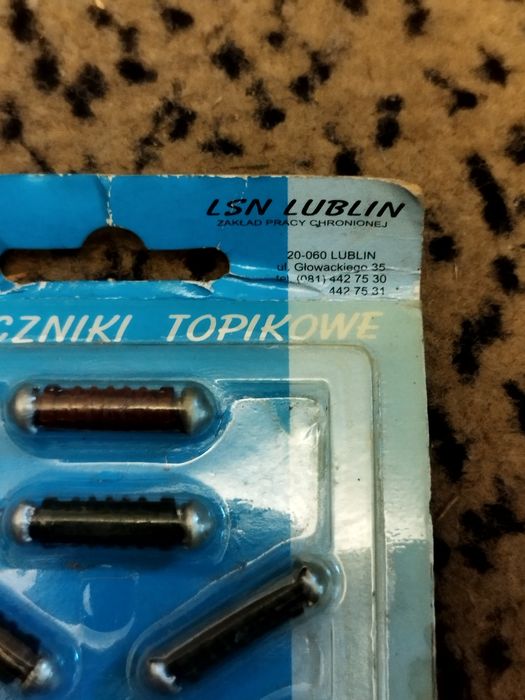 LSN LUBLIN
ZAKŁAD PRACY CHRONIONEJ
20-060 LUBLIN
ul. Głowackiego 35
tel. (081) 442 75 30
442 75 31
CZNIKI TOPIKOWE